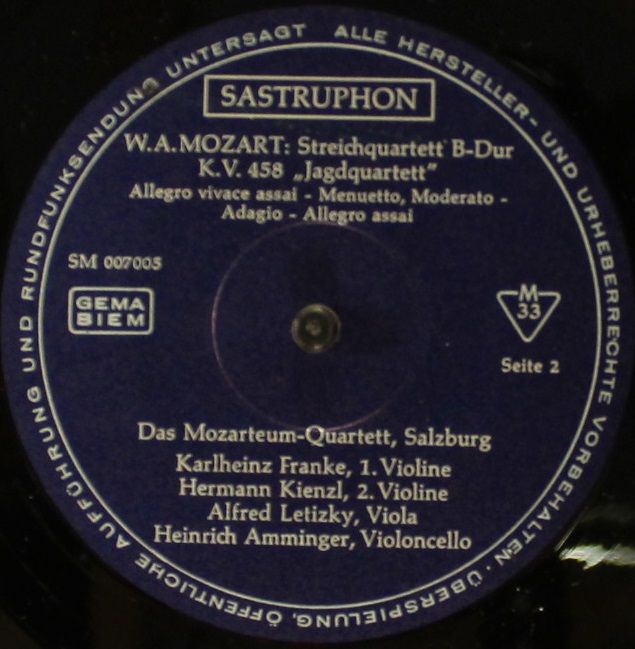 ALLE HERSTELLER- UND URHEBERRECHTE VORBEHALTEN · ÜBERSPIELUNG, ÖFFENTLICHE AUFFÜHRUNG UND RUNDFUNKSENDUNG UNTERSAGT
SASTRUPHON
W.A.MOZART: Streichquartett B-Dur
K.V. 458 „Jagdquartett"
Allegro vivace assai - Menuetto, Moderato -
Adagio - Allegro assai
SM 007005
GEMA
BIEM
M
33
Seite 2
Das Mozarteum-Quartett, Salzburg
Karlheinz Franke, 1. Violine
Hermann Kienzl, 2. Violine
Alfred Letizky, Viola
Heinrich Amminger, Violoncello